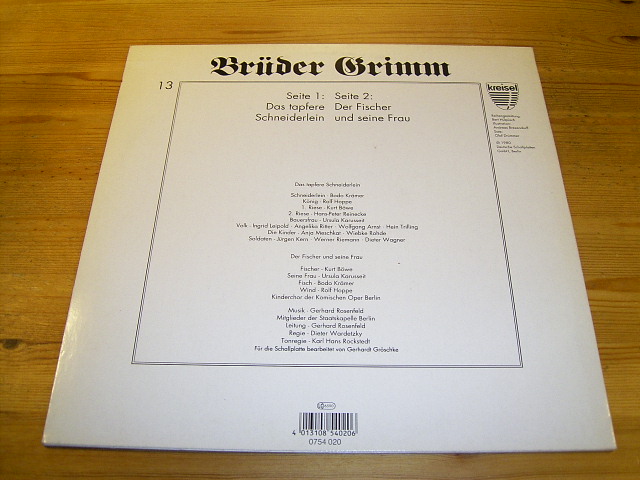 Brüder Grimm
13
kreisel
Seite 1: Seite 2:
Das tapfere Der Fischer
Schneiderlein und seine Frau
Das tapfere Schneiderlein
Schneiderlein · Bodo Krämer
König · Rolf Hoppe
1. Riese · Kurt Böwe
2. Riese · Hans-Peter Reinecke
Bauersfrau · Ursula Karusseit
Volk · Ingrid Leipold · Angelika Ritter · Wolfgang Arnst · Hein Trilling
Die Kinder · Anja Meschkat · Wiebke Rohde
Soldaten · Jürgen Kern · Werner Riemann · Dieter Wagner
Der Fischer und seine Frau
Fischer · Kurt Böwe
Seine Frau · Ursula Karusseit
Fisch · Bodo Krämer
Wind · Rolf Hoppe
Kinderchor der Komischen Oper Berlin
Musik · Gerhard Rosenfeld
Mitglieder der Staatskapelle Berlin
Leitung · Gerhard Rosenfeld
Regie · Dieter Wardetzky
Tonregie · Karl Hans Rockstedt
Für die Schallplatte bearbeitet von Gerhardt Gröschke
4 013108 540206
0754 020